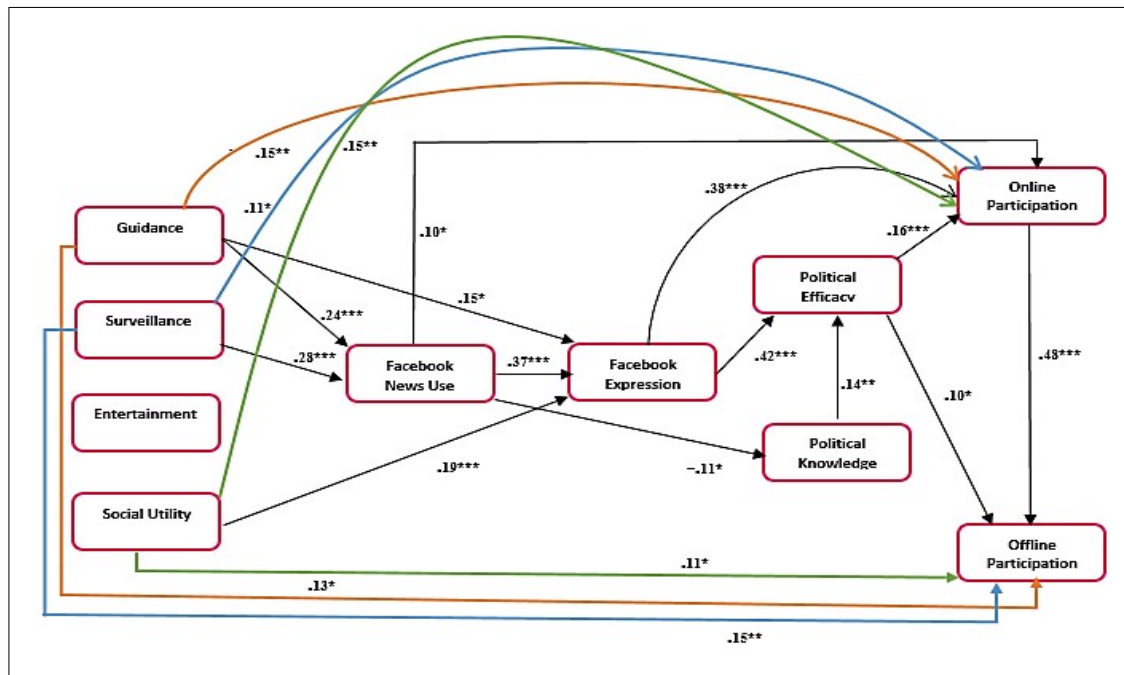 .15**
.15**
.38***
Online
Participation
.11*
Guidance
.10*
.16***
Political
Efficacv
.15*
Surveillance
.24***
.28***
Facebook
News Use
.37***
Facebook
Expression
.42***
.48***
.14**
.10*
Entertainment
Political
Knowledge
.19***
−.11*
Social Utility
Offline
Participation
.11*
.13*
.15**